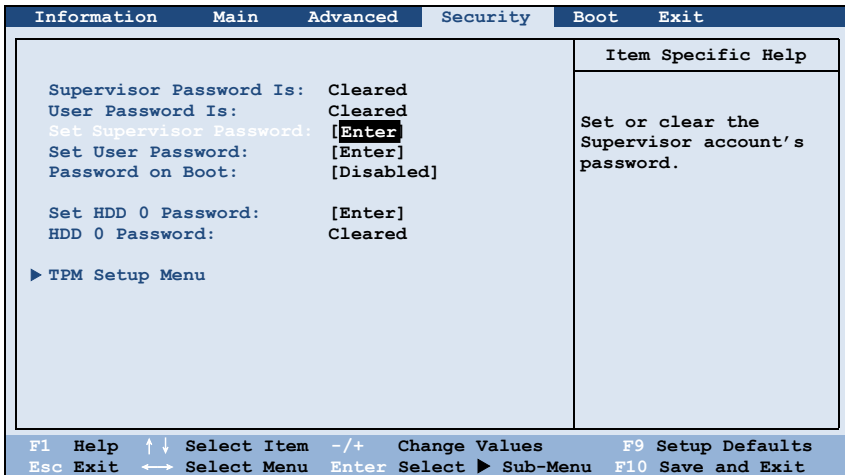 Information Main Advanced Security Boot Exit
Item Specific Help
Supervisor Password Is: Cleared
User Password Is: Cleared
Set Supervisor Password: [Enter]
Set User Password: [Enter]
Password on Boot: [Disabled]
Set HDD 0 Password: [Enter]
HDD 0 Password: Cleared
▶ TPM Setup Menu
Set or clear the
Supervisor account's
password.
F1 Help ↑↓ Select Item -/+ Change Values F9 Setup Defaults
Esc Exit ←→ Select Menu Enter Select ▶ Sub-Menu F10 Save and Exit